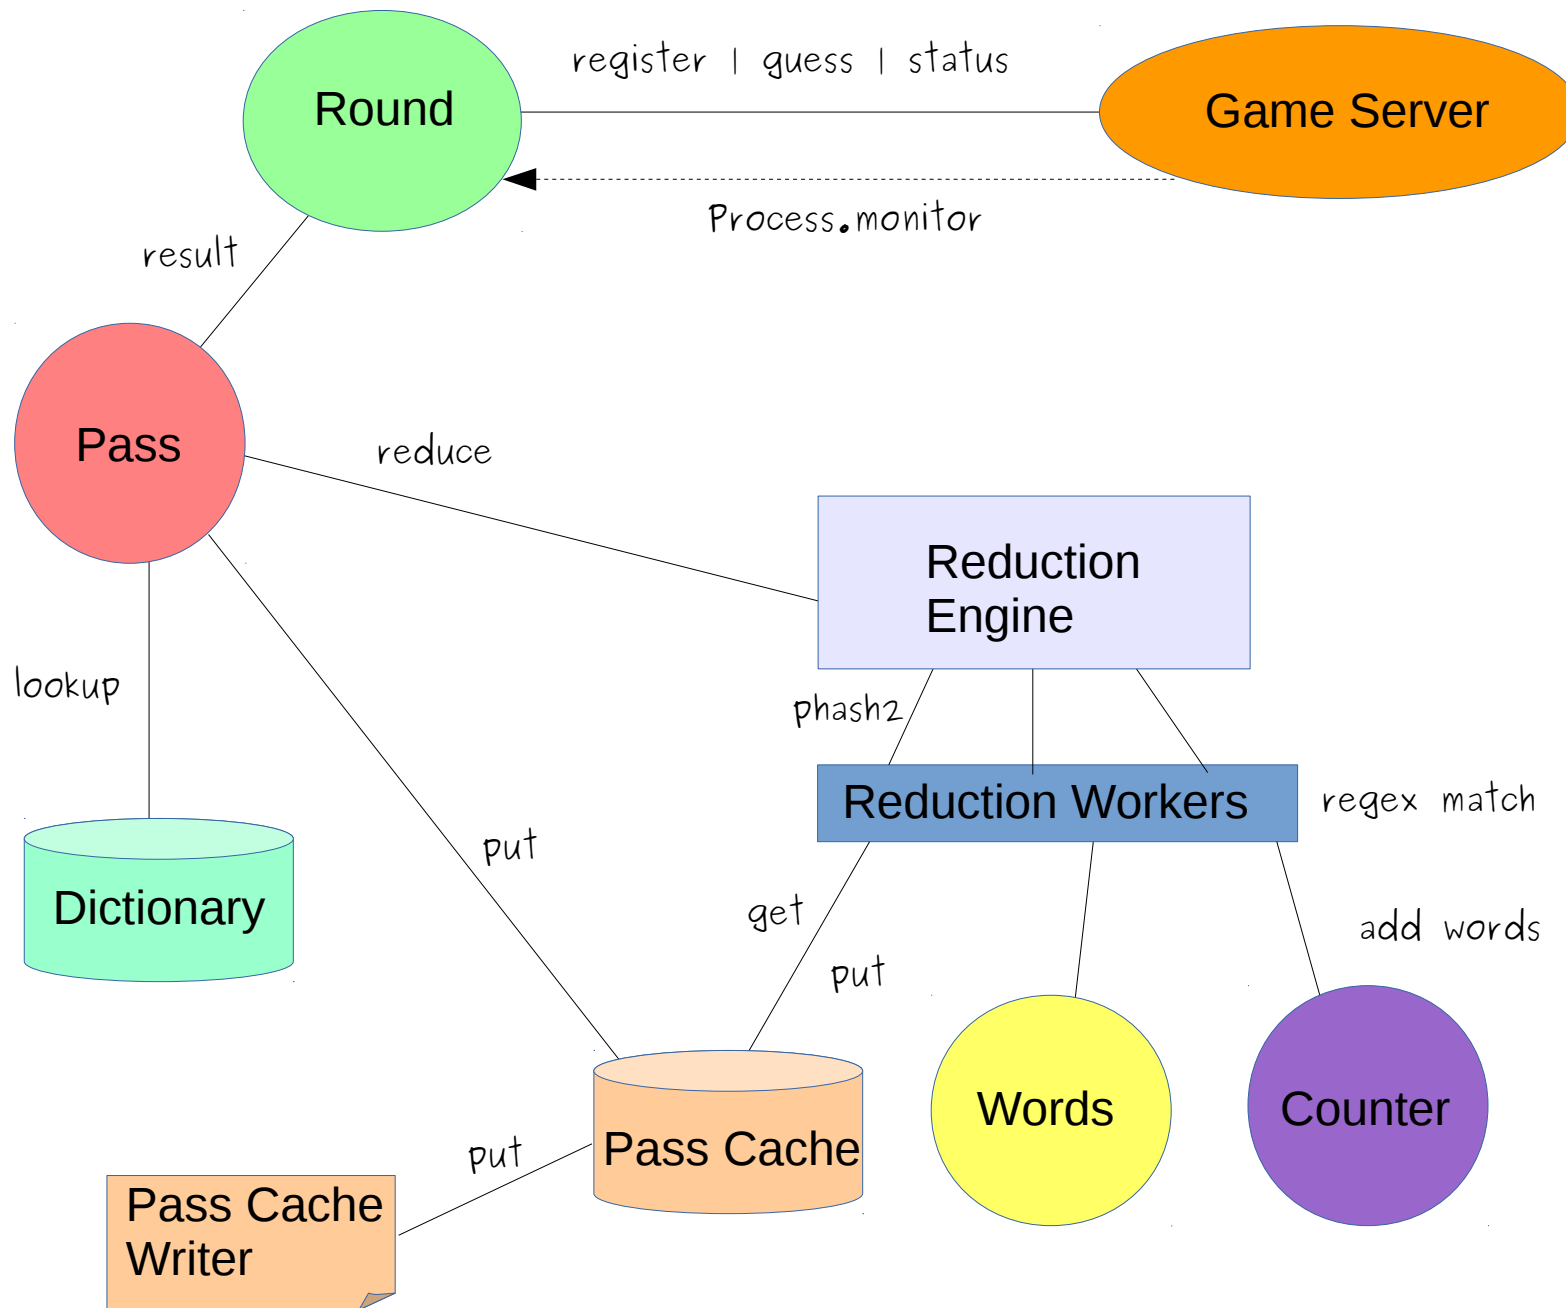 register | guess | status
Round
Game Server
Process.monitor
result
Pass
reduce
Reduction
Engine
lookup
phash2
Reduction Workers
regex match
put
Dictionary
get
add words
put
Words
Counter
Pass Cache
put
Pass Cache
Writer